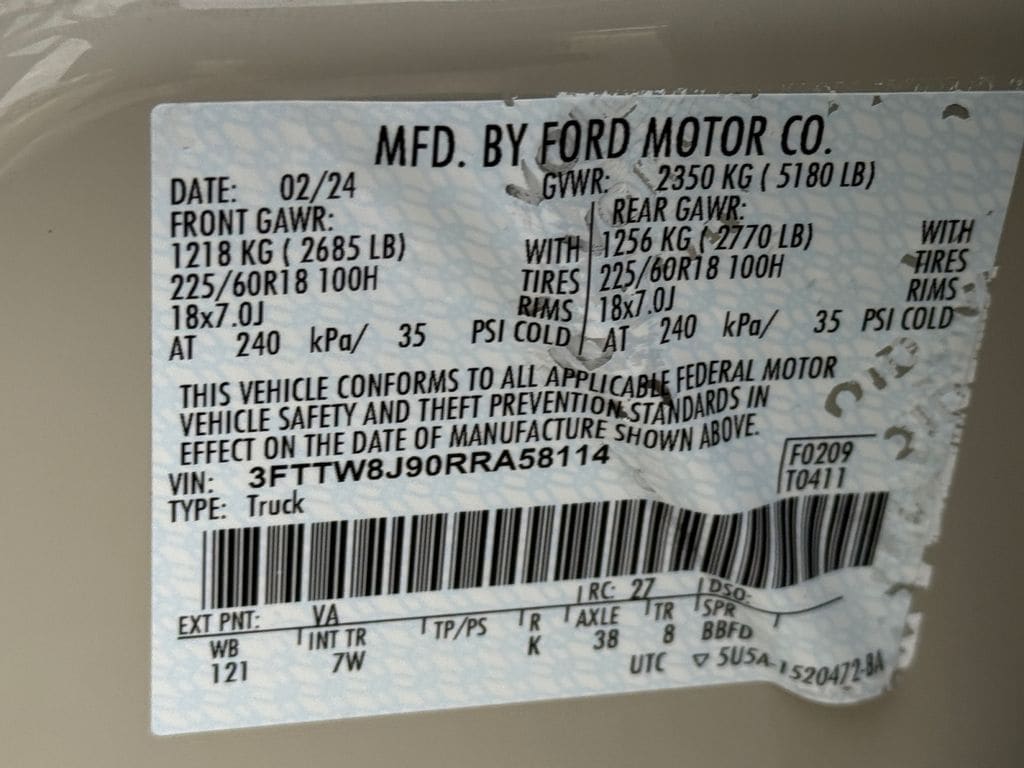 MFD. BY FORD MOTOR CO.
DATE: 02/24 GVWR: 2350 KG ( 5180 LB)
FRONT GAWR: REAR GAWR:
1218 KG ( 2685 LB) WITH 1256 KG ( 2770 LB) WITH
225/60R18 100H TIRES 225/60R18 100H TIRES
18x7.0J RIMS 18x7.0J RIMS
AT 240 kPa/ 35 PSI COLD AT 240 kPa/ 35 PSI COLD
THIS VEHICLE CONFORMS TO ALL APPLICABLE FEDERAL MOTOR
VEHICLE SAFETY AND THEFT PREVENTION STANDARDS IN
EFFECT ON THE DATE OF MANUFACTURE SHOWN ABOVE.
VIN: 3FTTW8J90RRA58114 F0209
TYPE: Truck T0411
EXT PNT: VA RC: 27 DSO:
WB INT TR TP/PS R AXLE TR SPR
121 7W K 38 8 BBFD
UTC ▽ 5U5A-1520472-BA